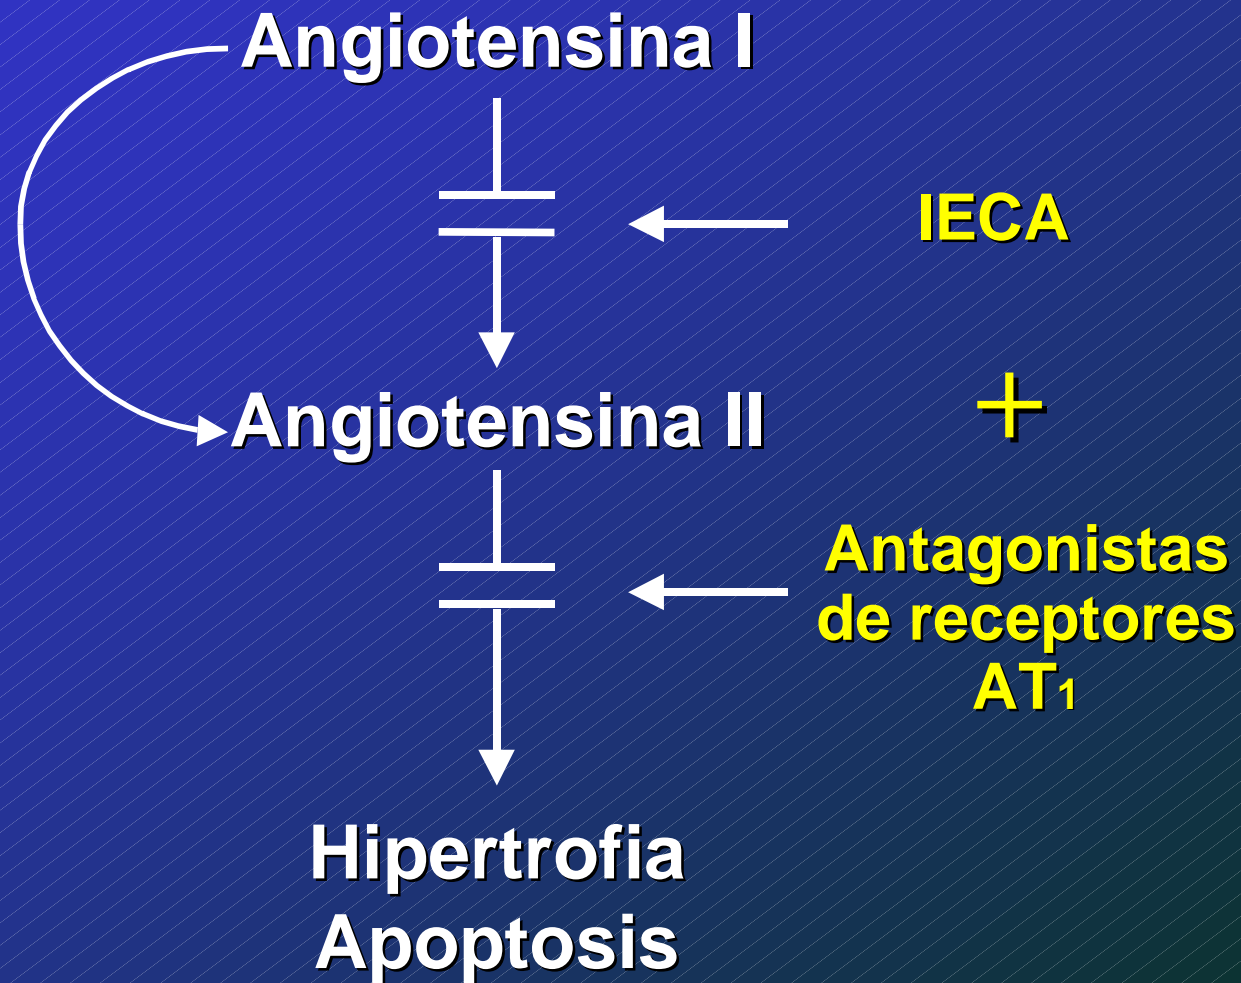 Angiotensina I
IECA
+
Angiotensina II
Antagonistas
de receptores
AT₁
Hipertrofia
Apoptosis